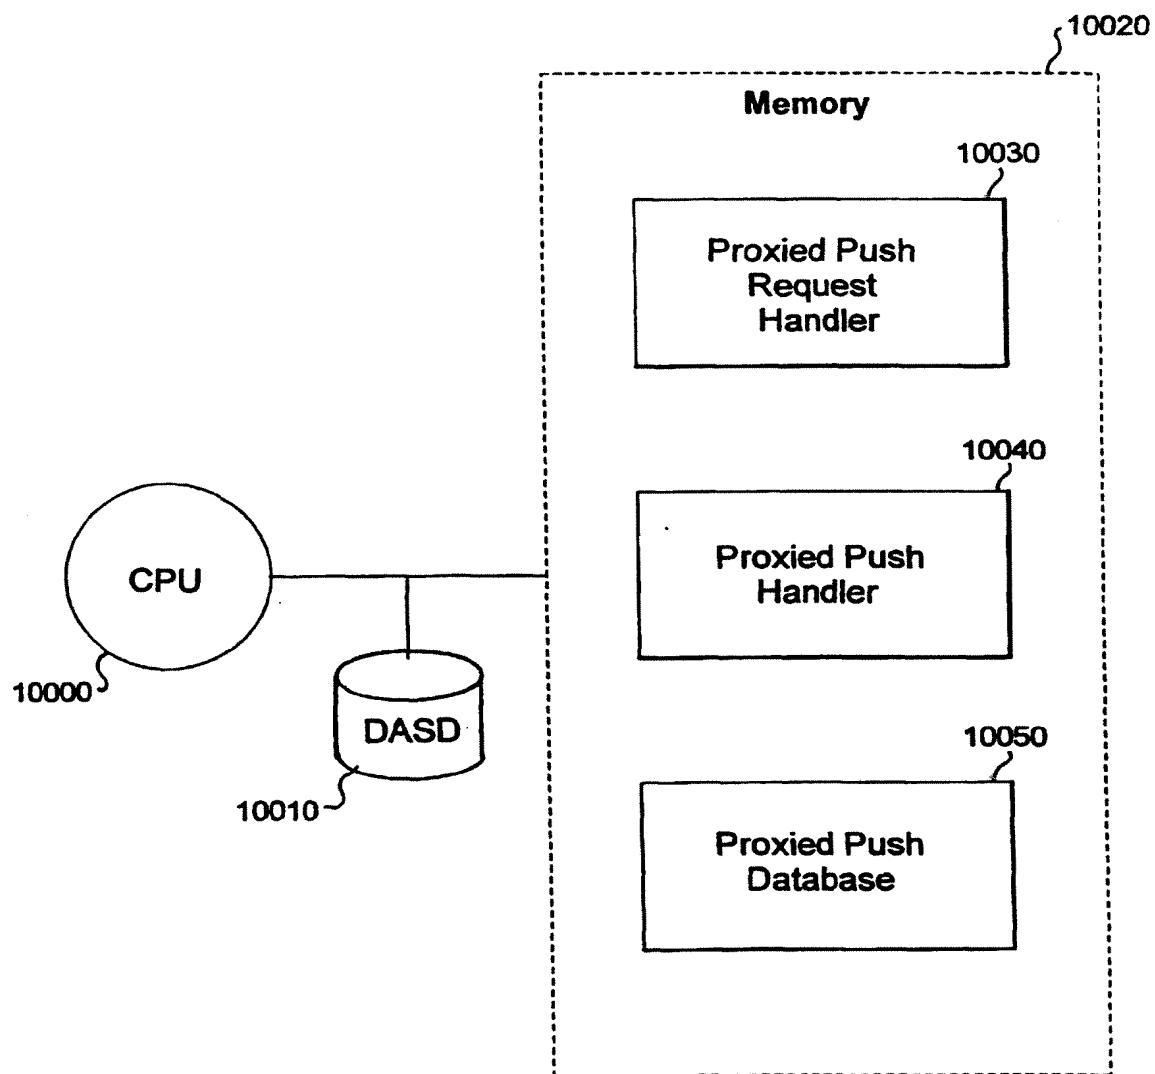 10020
Memory
10030
Proxied Push
Request
Handler
10040
Proxied Push
Handler
CPU
10000
DASD
10010
10050
Proxied Push
Database